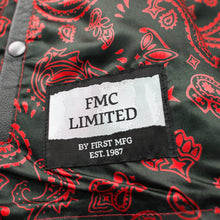 FMC
LIMITED
BY FIRST MFG
EST. 1987